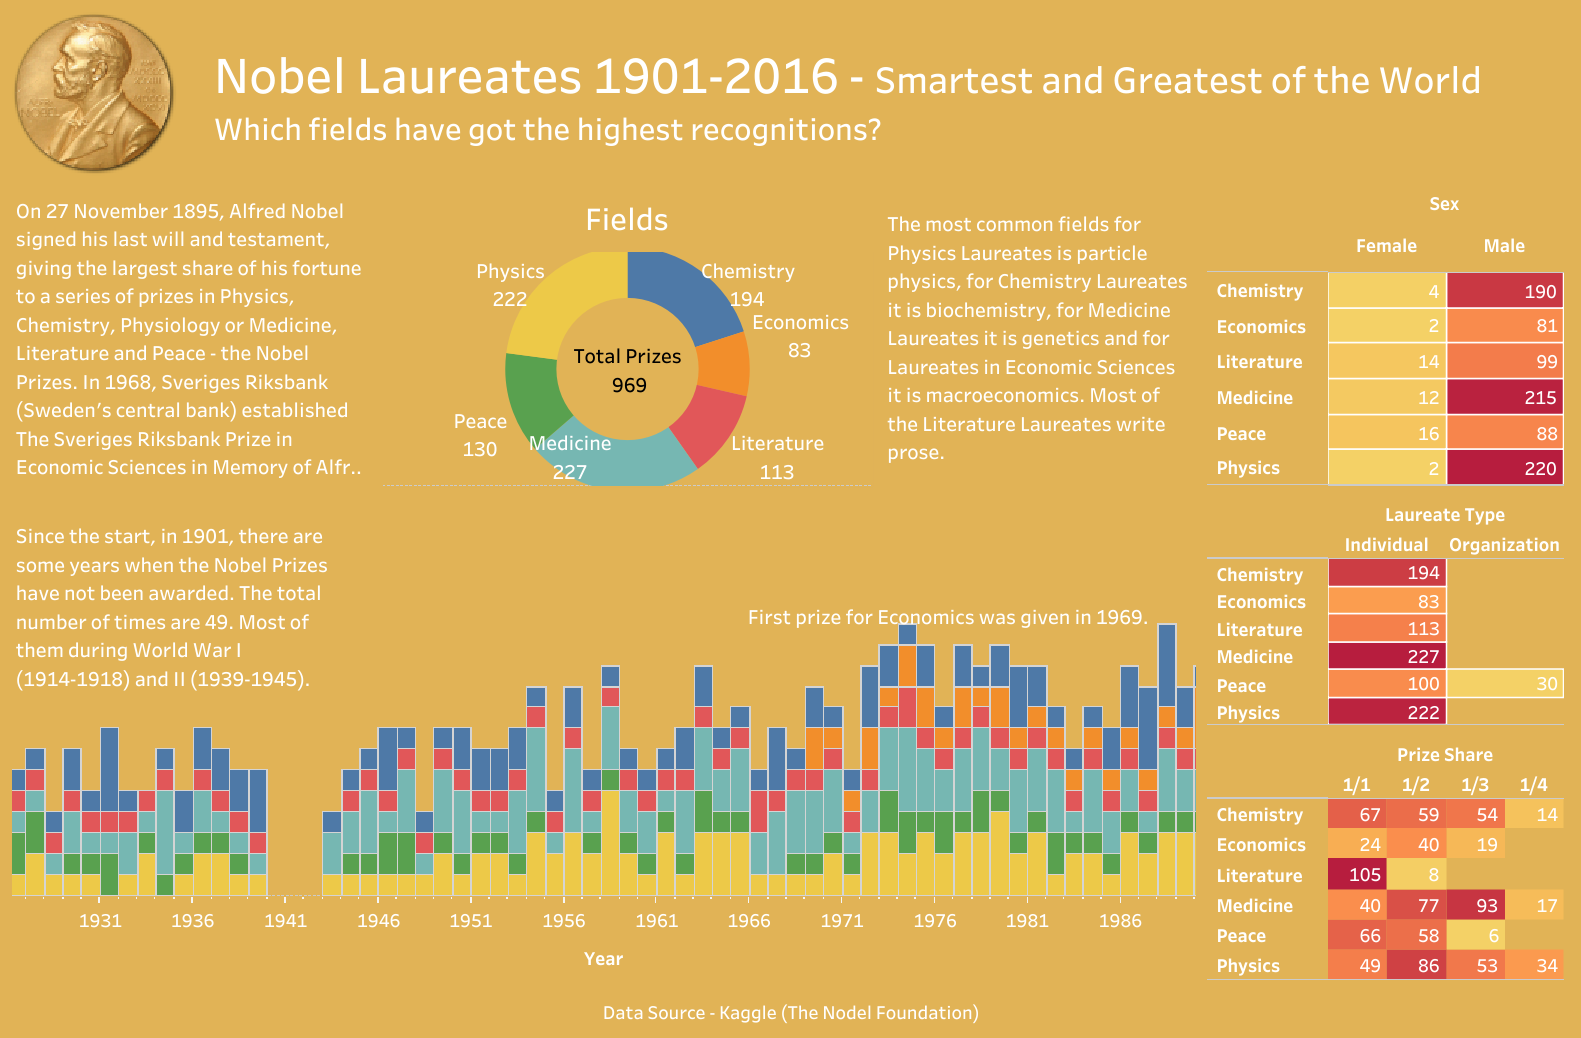 Nobel Laureates 1901-2016 - Smartest and Greatest of the World
Which fields have got the highest recognitions?
On 27 November 1895, Alfred Nobel
signed his last will and testament,
giving the largest share of his fortune
to a series of prizes in Physics,
Chemistry, Physiology or Medicine,
Literature and Peace - the Nobel
Prizes. In 1968, Sveriges Riksbank
(Sweden's central bank) established
The Sveriges Riksbank Prize in
Economic Sciences in Memory of Alfr..
Fields
Physics
222
Chemistry
194
Economics
83
Total Prizes
969
Peace
130
Medicine
227
Literature
113
The most common fields for
Physics Laureates is particle
physics, for Chemistry Laureates
it is biochemistry, for Medicine
Laureates it is genetics and for
Laureates in Economic Sciences
it is macroeconomics. Most of
the Literature Laureates write
prose.
Sex
Female Male
Chemistry 4 190
Economics 2 81
Literature 14 99
Medicine 12 215
Peace 16 88
Physics 2 220
Laureate Type
Individual Organization
Chemistry 194
Economics 83
Literature 113
Medicine 227
Peace 100 30
Physics 222
Prize Share
1/1 1/2 1/3 1/4
Chemistry 67 59 54 14
Economics 24 40 19
Literature 105 8
Medicine 40 77 93 17
Peace 66 58 6
Physics 49 86 53 34
Since the start, in 1901, there are
some years when the Nobel Prizes
have not been awarded. The total
number of times are 49. Most of
them during World War I
(1914-1918) and II (1939-1945).
First prize for Economics was given in 1969.
1931 1936 1941 1946 1951 1956 1961 1966 1971 1976 1981 1986
Year
Data Source - Kaggle (The Nodel Foundation)